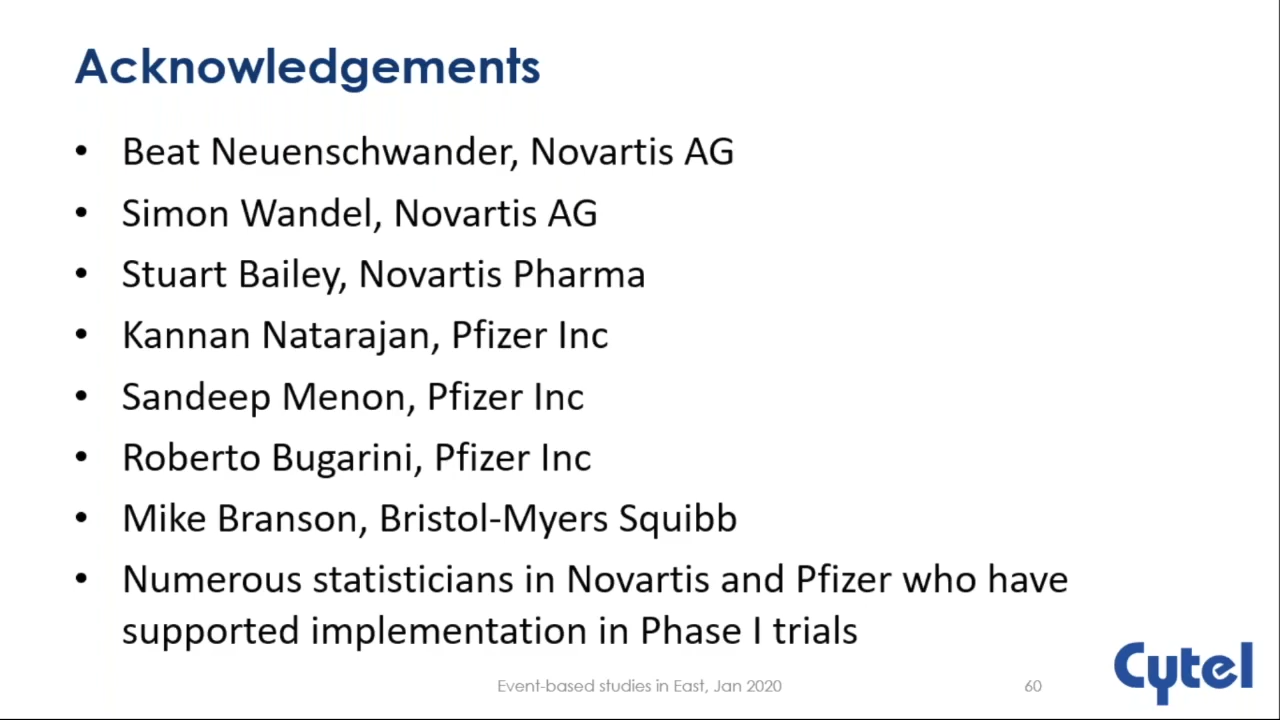 Acknowledgements
• Beat Neuenschwander, Novartis AG
• Simon Wandel, Novartis AG
• Stuart Bailey, Novartis Pharma
• Kannan Natarajan, Pfizer Inc
• Sandeep Menon, Pfizer Inc
• Roberto Bugarini, Pfizer Inc
• Mike Branson, Bristol-Myers Squibb
• Numerous statisticians in Novartis and Pfizer who have
supported implementation in Phase I trials
Event-based studies in East, Jan 2020
60
Cytel